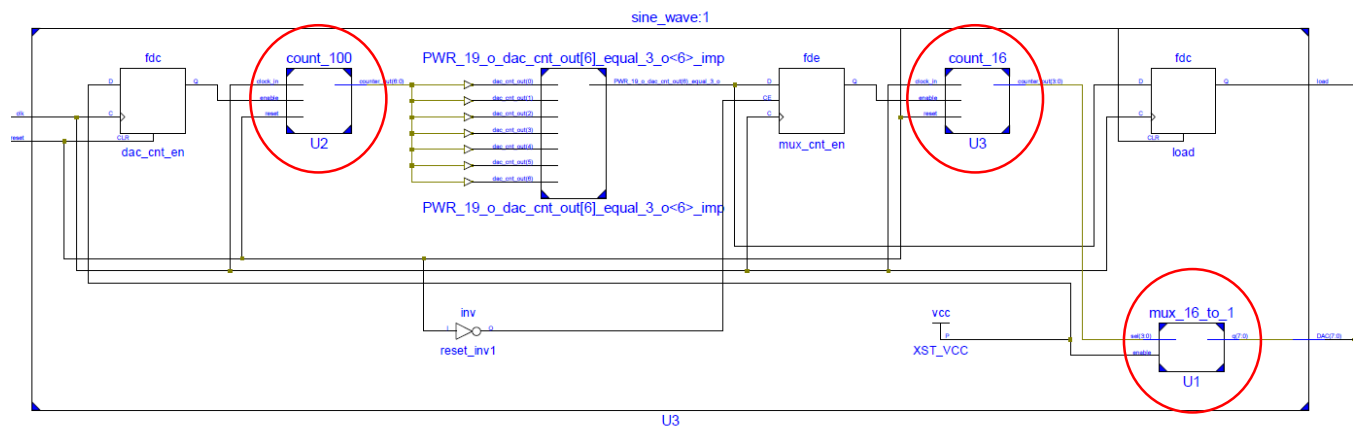 sine_wave:1
fdc
count_100
PWR_19_o_dac_cnt_out[6]_equal_3_o<6>_imp
fde
count_16
fdc
D
Q
clock_in
counter_out(6:0)
dac_cnt_out(0)
PWR_19_o_dac_cnt_out[6]_equal_3_o
D
Q
clock_in
counter_out(3:0)
D
Q
load
enable
dac_cnt_out(1)
CE
enable
clk
C
reset
dac_cnt_out(2)
C
reset
C
reset
CLR
dac_cnt_out(3)
CLR
dac_cnt_en
U2
dac_cnt_out(4)
mux_cnt_en
U3
load
dac_cnt_out(5)
dac_cnt_out(6)
PWR_19_o_dac_cnt_out[6]_equal_3_o<6>_imp
inv
vcc
mux_16_to_1
I
O
P
sel(3:0)
q(7:0)
DAC(7:0)
reset_inv1
XST_VCC
enable
U1
U3